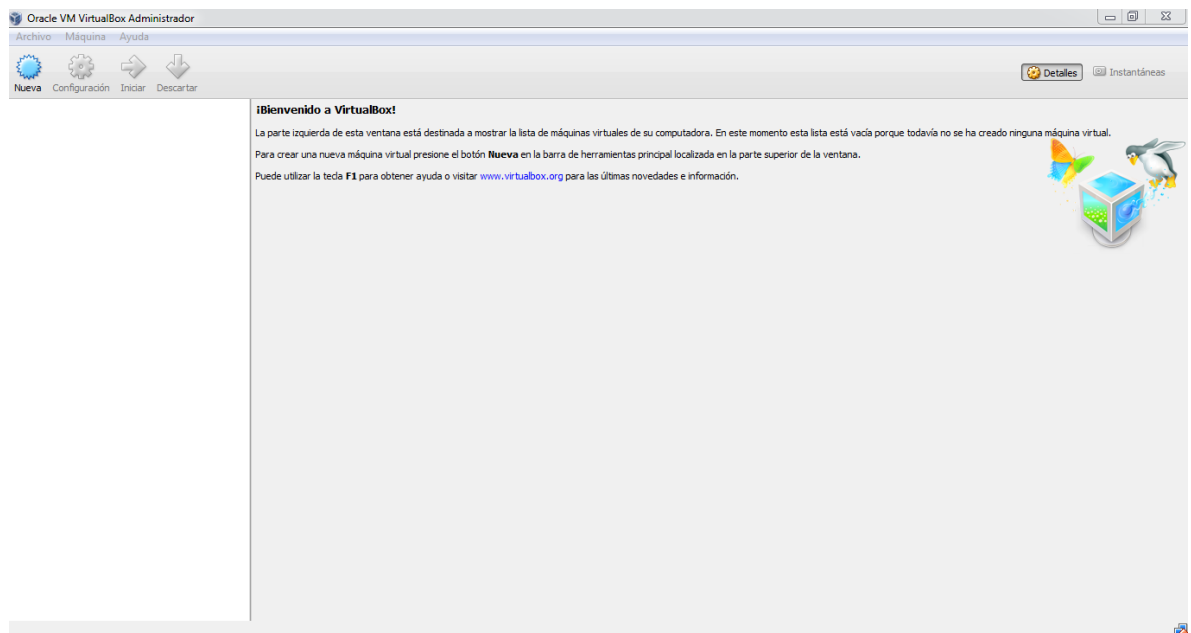 Oracle VM VirtualBox Administrador
Archivo Máquina Ayuda
Nueva Configuración Iniciar Descartar
Detalles Instantáneas
¡Bienvenido a VirtualBox!
La parte izquierda de esta ventana está destinada a mostrar la lista de máquinas virtuales de su computadora. En este momento esta lista está vacía porque todavía no se ha creado ninguna máquina virtual.
Para crear una nueva máquina virtual presione el botón Nueva en la barra de herramientas principal localizada en la parte superior de la ventana.
Puede utilizar la tecla F1 para obtener ayuda o visitar www.virtualbox.org para las últimas novedades e información.